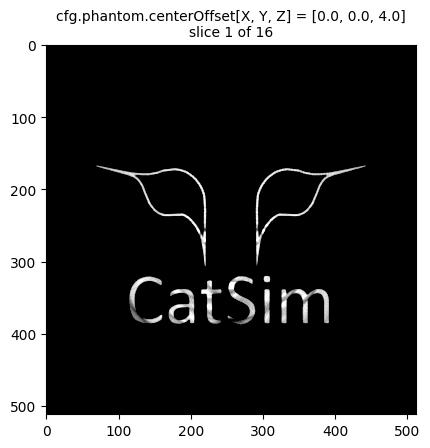 cfg.phantom.centerOffset[X, Y, Z] = [0.0, 0.0, 4.0]
slice 1 of 16
0
100
200
300
CatSim
400
500
0 100 200 300 400 500